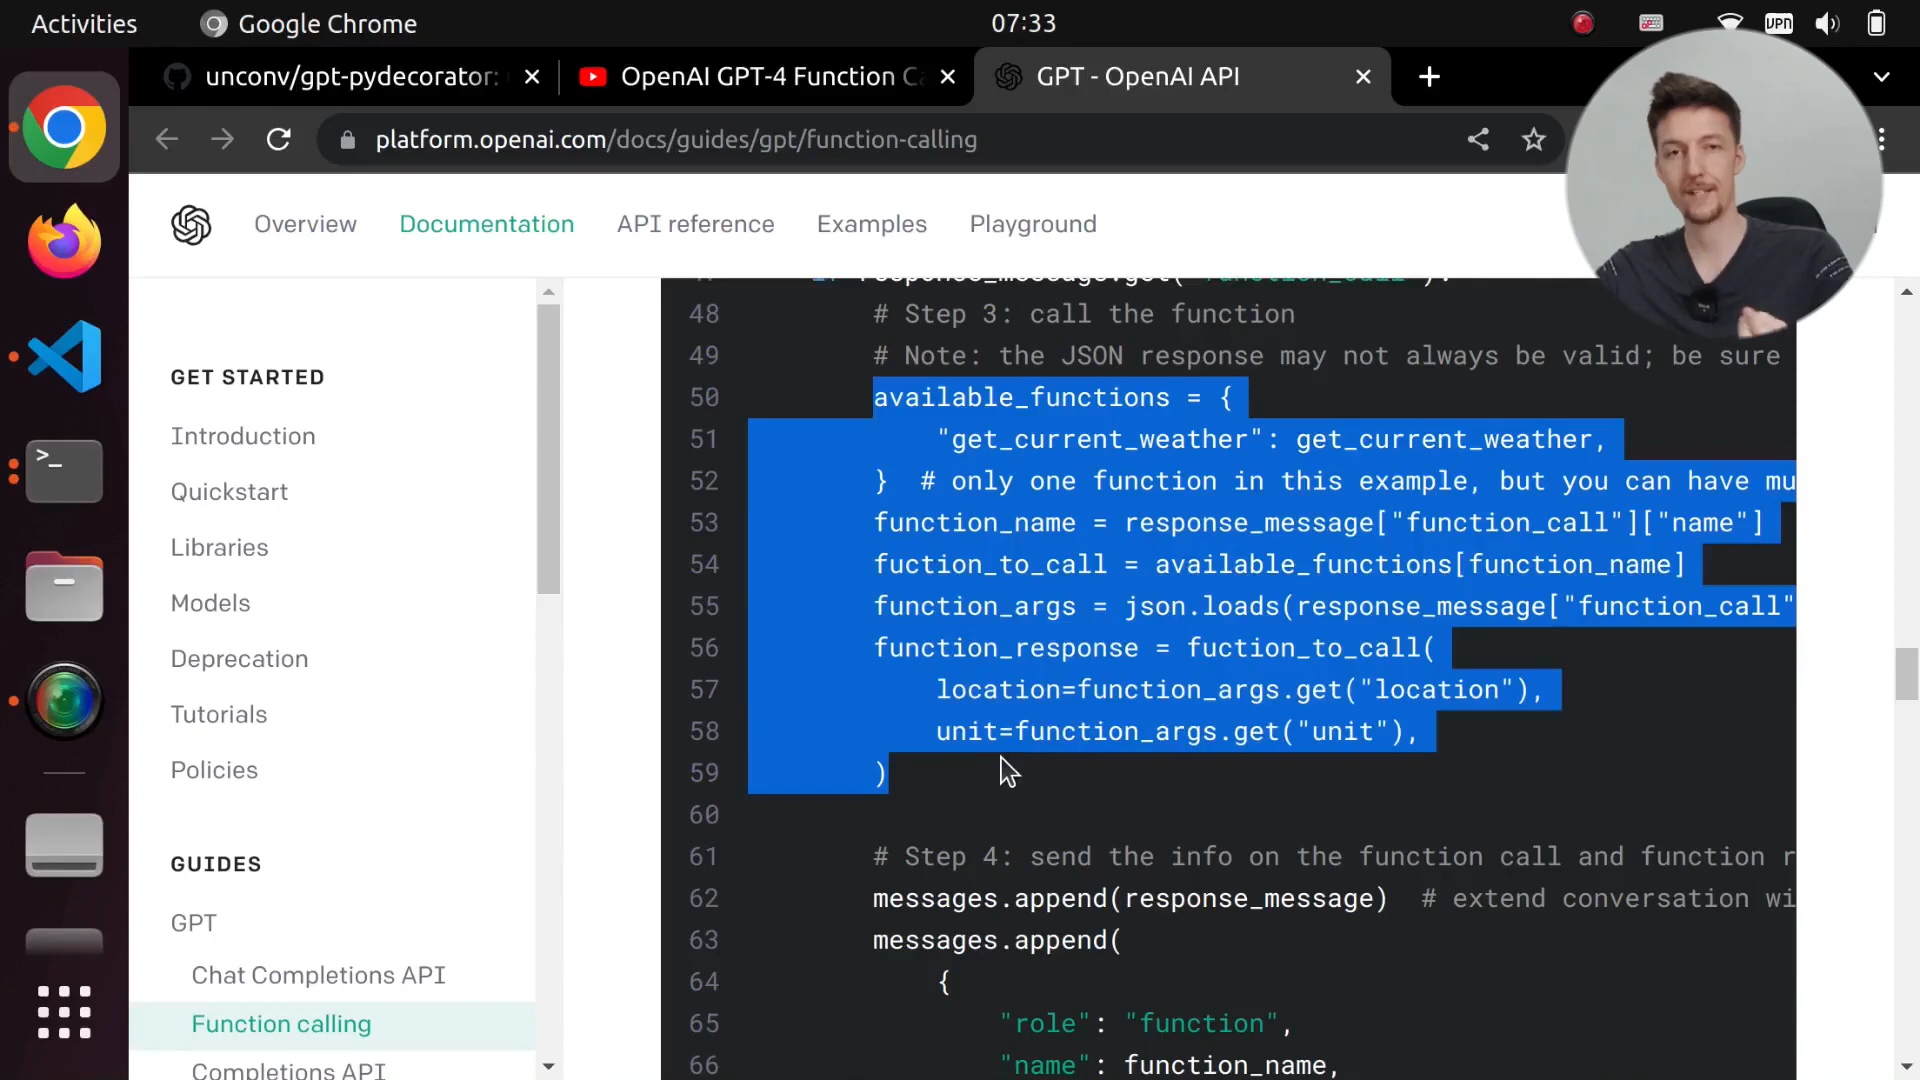 Activities
Google Chrome
07:33
VPN
unconv/gpt-pydecorator:
OpenAI GPT-4 Function Ca
GPT - OpenAI API
platform.openai.com/docs/guides/gpt/function-calling
Overview
Documentation
API reference
Examples
Playground
GET STARTED
Introduction
Quickstart
Libraries
Models
Deprecation
Tutorials
Policies
GUIDES
GPT
Chat Completions API
Function calling
Completions API
48 # Step 3: call the function
49 # Note: the JSON response may not always be valid; be sure
50 available_functions = {
51 "get_current_weather": get_current_weather,
52 } # only one function in this example, but you can have mu
53 function_name = response_message["function_call"]["name"]
54 fuction_to_call = available_functions[function_name]
55 function_args = json.loads(response_message["function_call"
56 function_response = fuction_to_call(
57 location=function_args.get("location"),
58 unit=function_args.get("unit"),
59 )
60
61 # Step 4: send the info on the function call and function r
62 messages.append(response_message) # extend conversation wi
63 messages.append(
64 {
65 "role": "function",
66 "name": function_name,